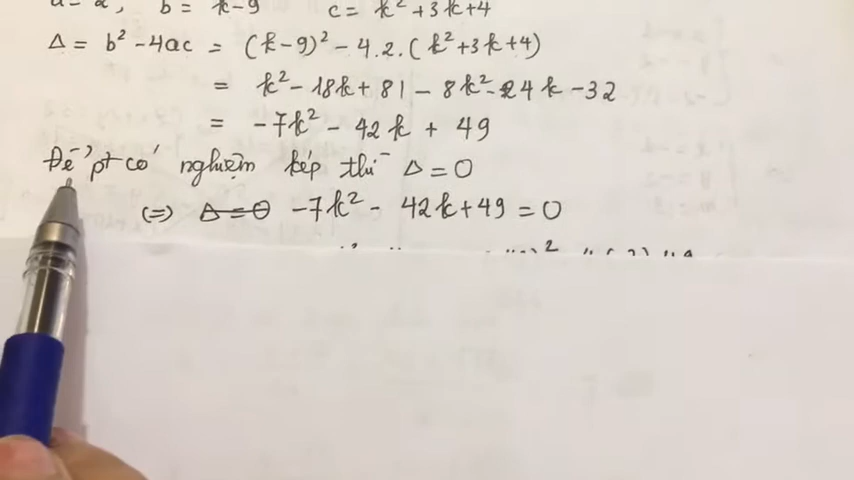 b = k-9 c = k² +3k+4
Δ = b² - 4ac = (k-9)² - 4.2.(k²+3k+4)
= k² - 18k + 81 - 8k² - 24k - 32
= -7k² - 42k + 49
Để pt có nghiệm kép thì Δ = 0
(=) Δ = 0 -7k² - 42k + 49 = 0